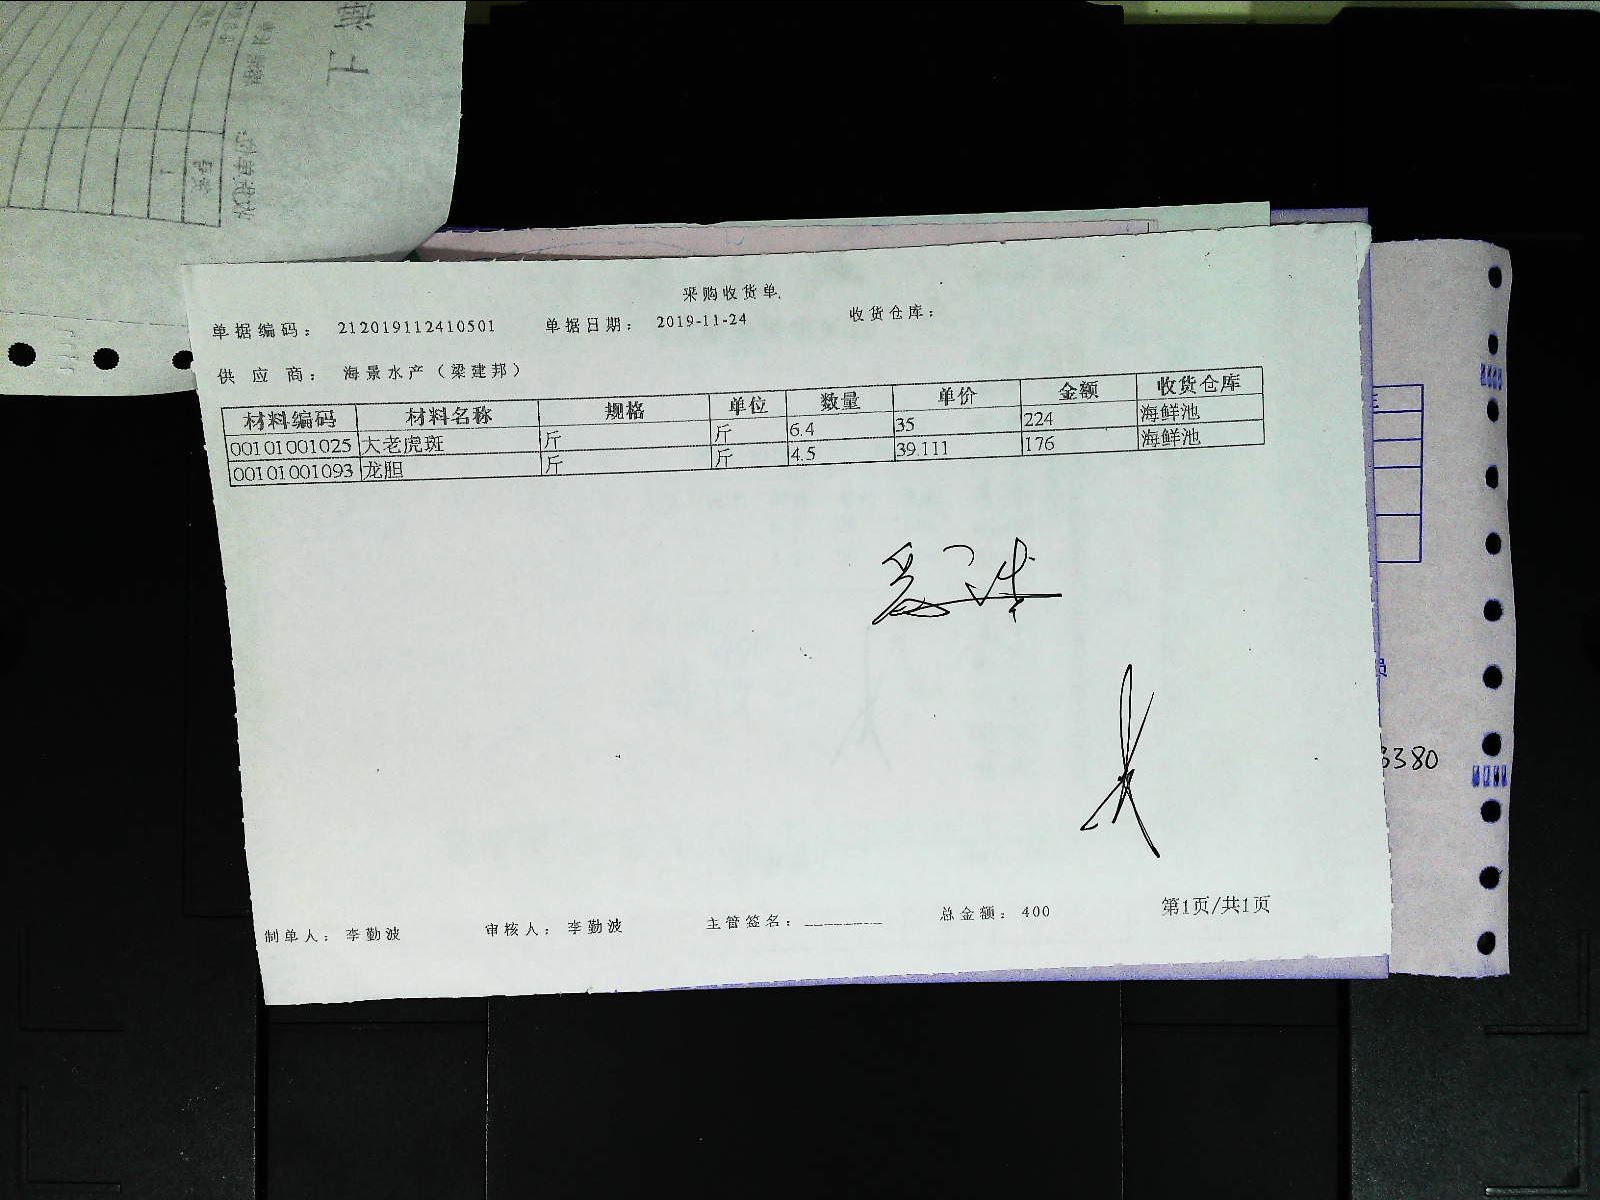 采购收货单
单据编码： 212019112410501 单据日期： 2019-11-24 收货仓库：
供应商： 海景水产（梁建邦）
材料编码 材料名称 规格 单位 数量 单价 金额 收货仓库
00101001025 大老虎斑 斤 斤 6.4 35 224 海鲜池
00101001093 龙胆 斤 斤 4.5 39.111 176 海鲜池
3380
制单人： 李勤波 审核人： 李勤波 主管签名： 总金额： 400 第1页/共1页